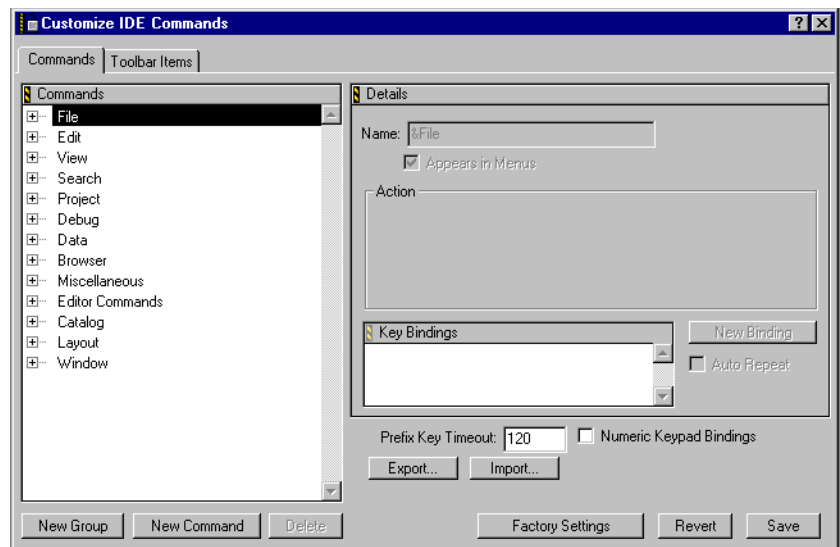 Customize IDE Commands
Commands
Toolbar Items
Commands
File
Edit
View
Search
Project
Debug
Data
Browser
Miscellaneous
Editor Commands
Catalog
Layout
Window
New Group
New Command
Delete
Details
Name: &File
Appears in Menus
Action
Key Bindings
New Binding
Auto Repeat
Prefix Key Timeout: 120
Numeric Keypad Bindings
Export...
Import...
Factory Settings
Revert
Save